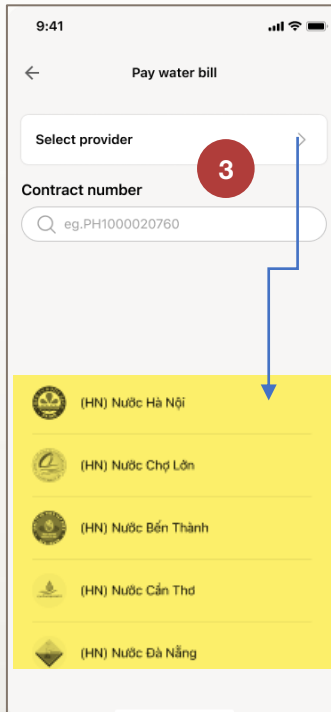 9:41
Pay water bill
Select provider
3
Contract number
eg.PH1000020760
(HN) Nước Hà Nội
(HN) Nước Chợ Lớn
(HN) Nước Bến Thành
(HN) Nước Cần Thơ
(HN) Nước Đà Nẵng